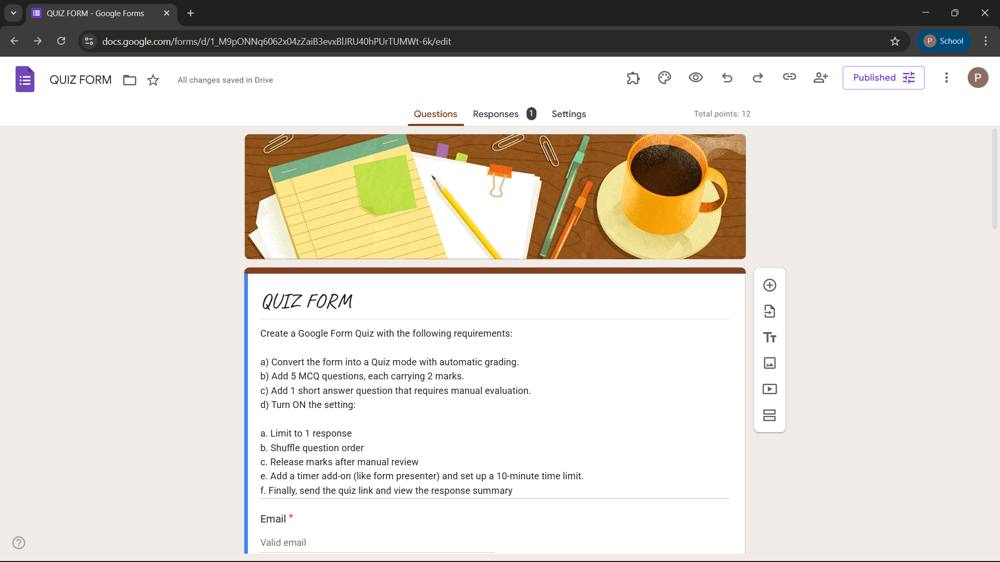 QUIZ FORM - Google Forms
docs.google.com/forms/d/1_M9pONNq6062x04zZaiB3evxBlJRU40hPUrTUMWt-6k/edit
P School
QUIZ FORM
All changes saved in Drive
Published
P
Questions
Responses 1
Settings
Total points: 12
QUIZ FORM
Create a Google Form Quiz with the following requirements:
a) Convert the form into a Quiz mode with automatic grading.
b) Add 5 MCQ questions, each carrying 2 marks.
c) Add 1 short answer question that requires manual evaluation.
d) Turn ON the setting:
a. Limit to 1 response
b. Shuffle question order
c. Release marks after manual review
e. Add a timer add-on (like form presenter) and set up a 10-minute time limit.
f. Finally, send the quiz link and view the response summary
Email *
Valid email